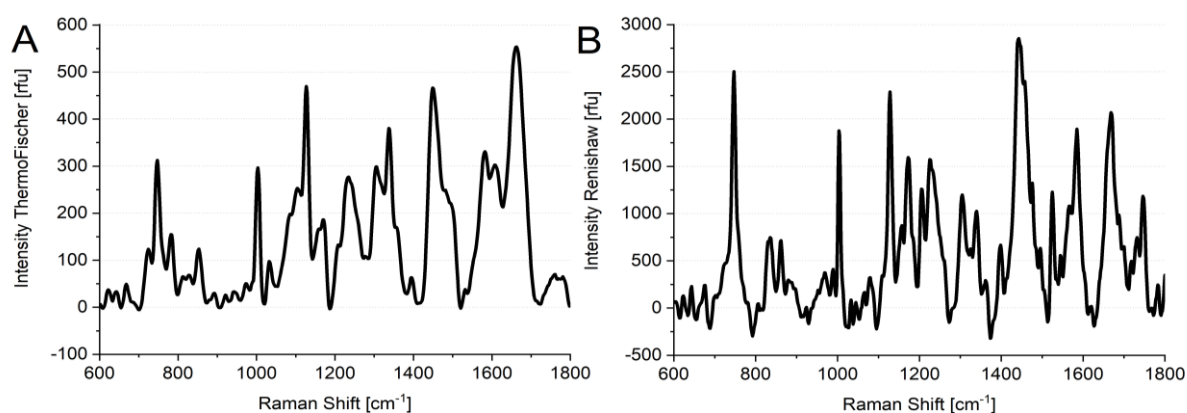 A
Intensity ThermoFischer [rfu]
600
500
400
300
200
100
0
-100
600 800 1000 1200 1400 1600 1800
Raman Shift [cm⁻¹]
B
Intensity Renishaw [rfu]
3000
2500
2000
1500
1000
500
0
-500
600 800 1000 1200 1400 1600 1800
Raman Shift [cm⁻¹]